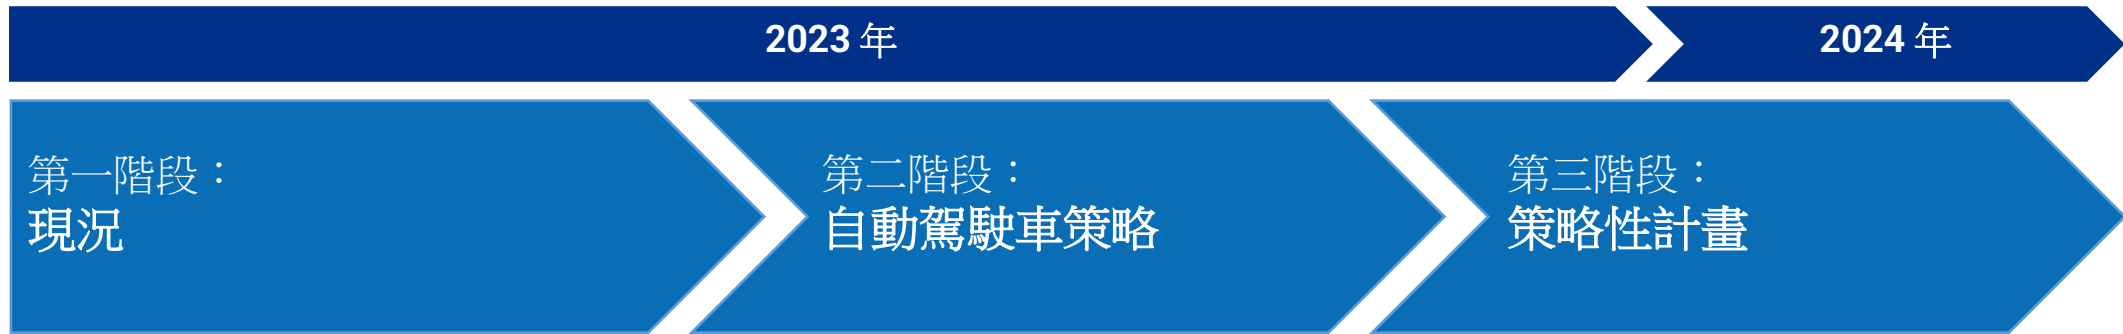 2023 年
2024 年
第一階段：
現況
第二階段：
自動駕駛車策略
第三階段：
策略性計畫